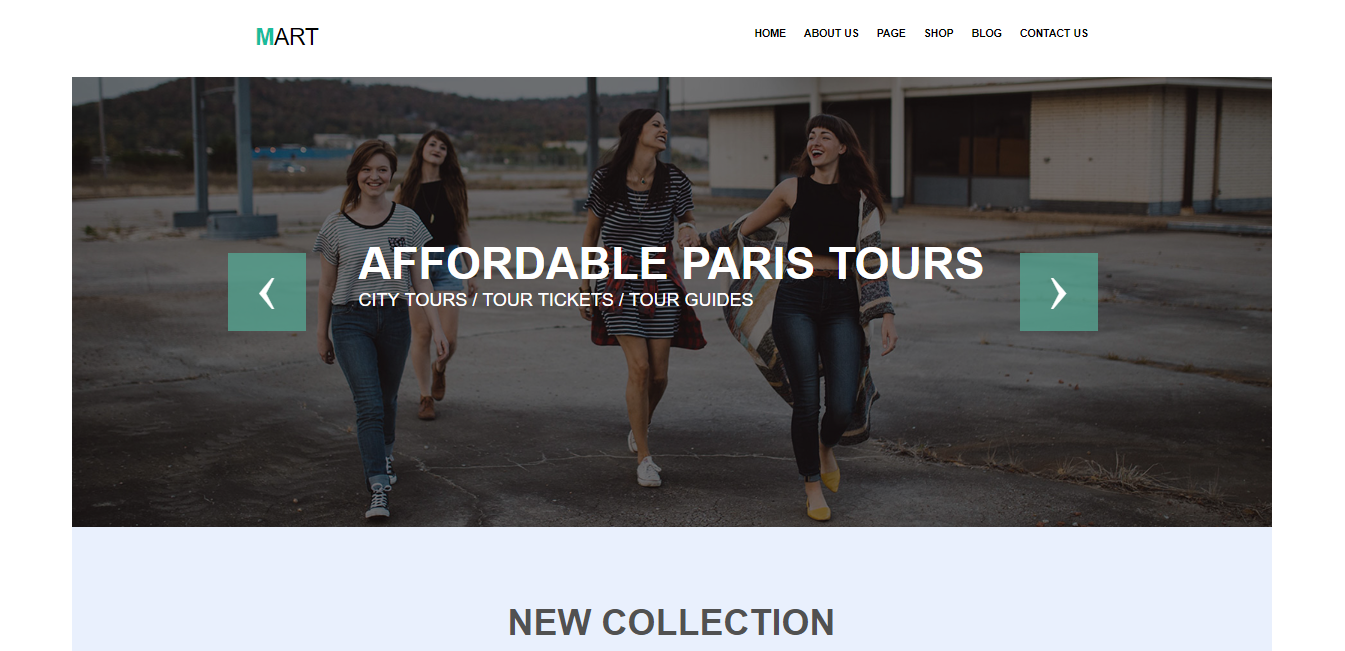 MART
HOME ABOUT US PAGE SHOP BLOG CONTACT US
AFFORDABLE PARIS TOURS
CITY TOURS / TOUR TICKETS / TOUR GUIDES
NEW COLLECTION